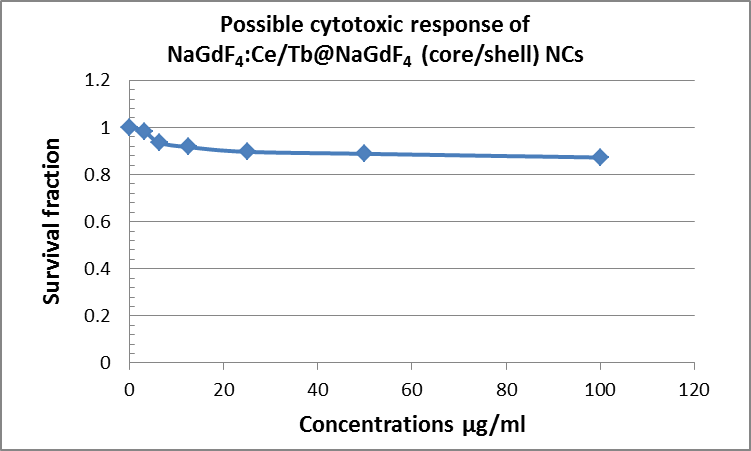 Possible cytotoxic response of
NaGdF₄:Ce/Tb@NaGdF₄ (core/shell) NCs
1.2
1
0.8
0.6
0.4
0.2
0
Survival fraction
0 20 40 60 80 100 120
Concentrations µg/ml